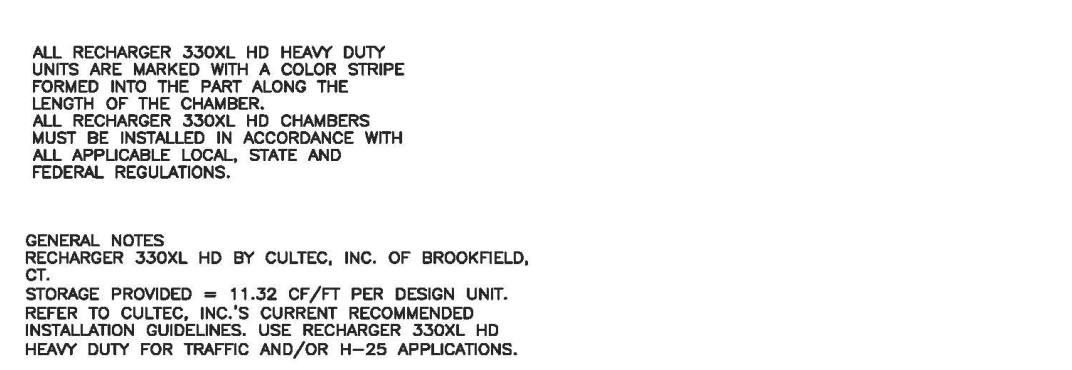 ALL RECHARGER 330XL HD HEAVY DUTY
UNITS ARE MARKED WITH A COLOR STRIPE
FORMED INTO THE PART ALONG THE
LENGTH OF THE CHAMBER.
ALL RECHARGER 330XL HD CHAMBERS
MUST BE INSTALLED IN ACCORDANCE WITH
ALL APPLICABLE LOCAL, STATE AND
FEDERAL REGULATIONS.
GENERAL NOTES
RECHARGER 330XL HD BY CULTEC, INC. OF BROOKFIELD,
CT.
STORAGE PROVIDED = 11.32 CF/FT PER DESIGN UNIT.
REFER TO CULTEC, INC.'S CURRENT RECOMMENDED
INSTALLATION GUIDELINES. USE RECHARGER 330XL HD
HEAVY DUTY FOR TRAFFIC AND/OR H-25 APPLICATIONS.